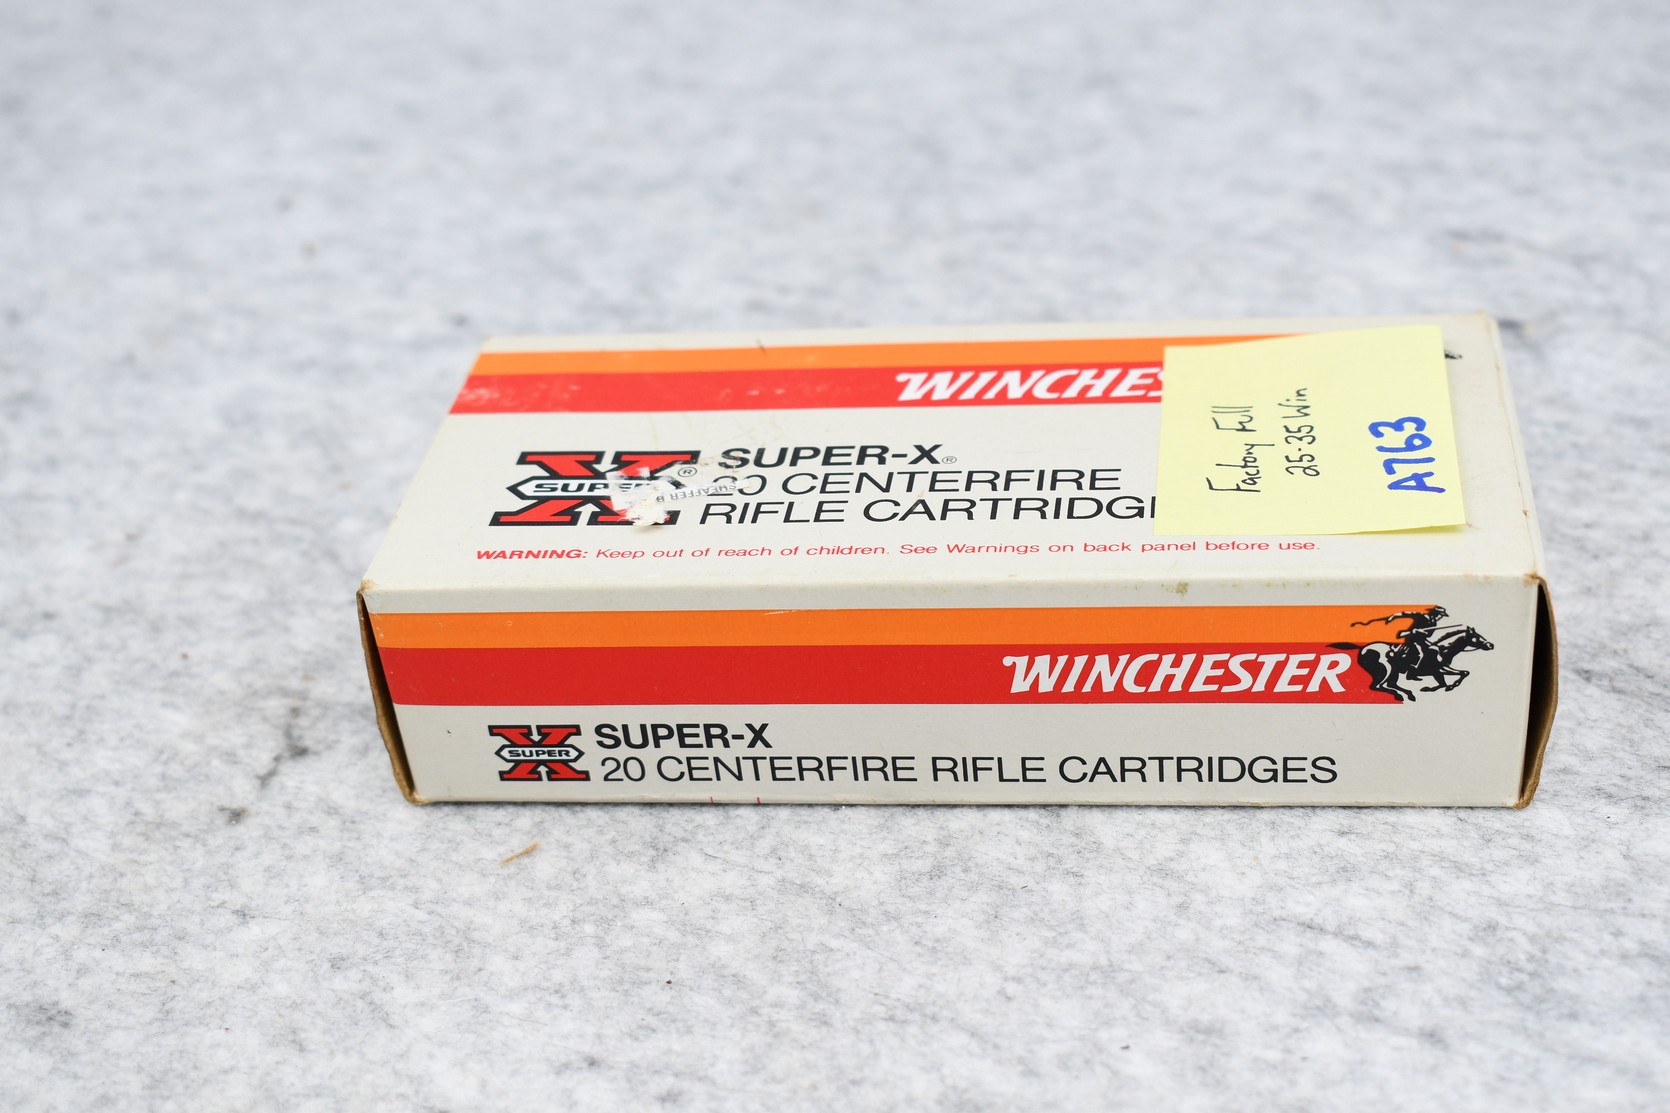 WINCHES
SUPER-X®
20 CENTERFIRE
RIFLE CARTRIDG
SUPER
®
SHEAFFER
WARNING: Keep out of reach of children. See Warnings on back panel before use.
Factory Full
25-35 Win
A763
WINCHESTER
X SUPER
SUPER-X
20 CENTERFIRE RIFLE CARTRIDGES